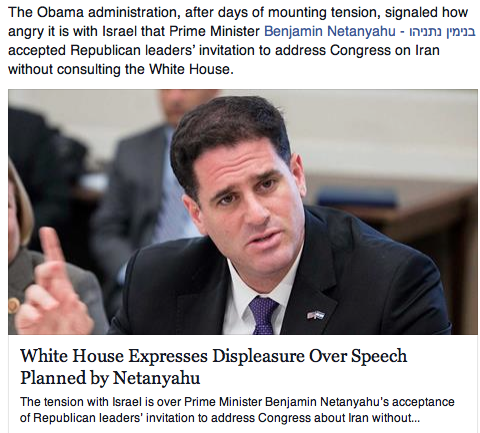 The Obama administration, after days of mounting tension, signaled how
angry it is with Israel that Prime Minister Benjamin Netanyahu - בנימין נתניהו
accepted Republican leaders' invitation to address Congress on Iran
without consulting the White House.
White House Expresses Displeasure Over Speech
Planned by Netanyahu
The tension with Israel is over Prime Minister Benjamin Netanyahu's acceptance
of Republican leaders' invitation to address Congress about Iran without...